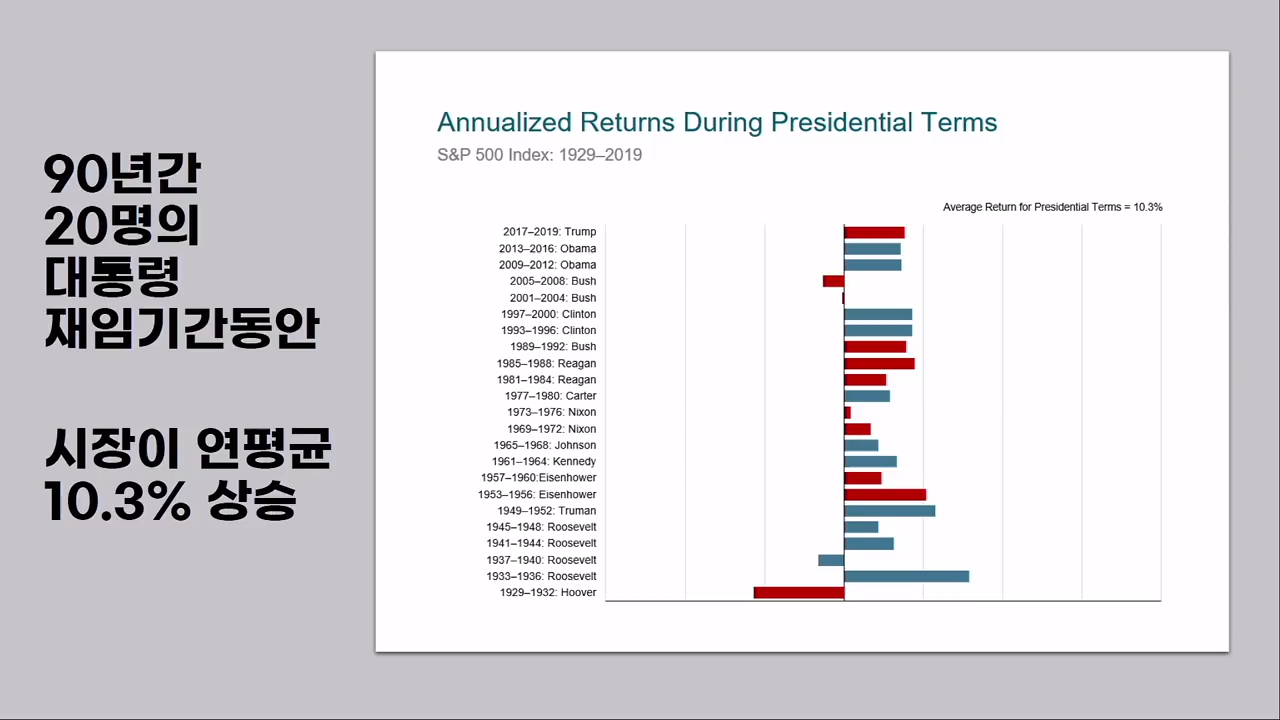 90년간
20명의
대통령
재임기간동안
시장이 연평균
10.3% 상승
Annualized Returns During Presidential Terms
S&P 500 Index: 1929–2019
Average Return for Presidential Terms = 10.3%
2017–2019: Trump
2013–2016: Obama
2009–2012: Obama
2005–2008: Bush
2001–2004: Bush
1997–2000: Clinton
1993–1996: Clinton
1989–1992: Bush
1985–1988: Reagan
1981–1984: Reagan
1977–1980: Carter
1973–1976: Nixon
1969–1972: Nixon
1965–1968: Johnson
1961–1964: Kennedy
1957–1960:Eisenhower
1953–1956: Eisenhower
1949–1952: Truman
1945–1948: Roosevelt
1941–1944: Roosevelt
1937–1940: Roosevelt
1933–1936: Roosevelt
1929–1932: Hoover